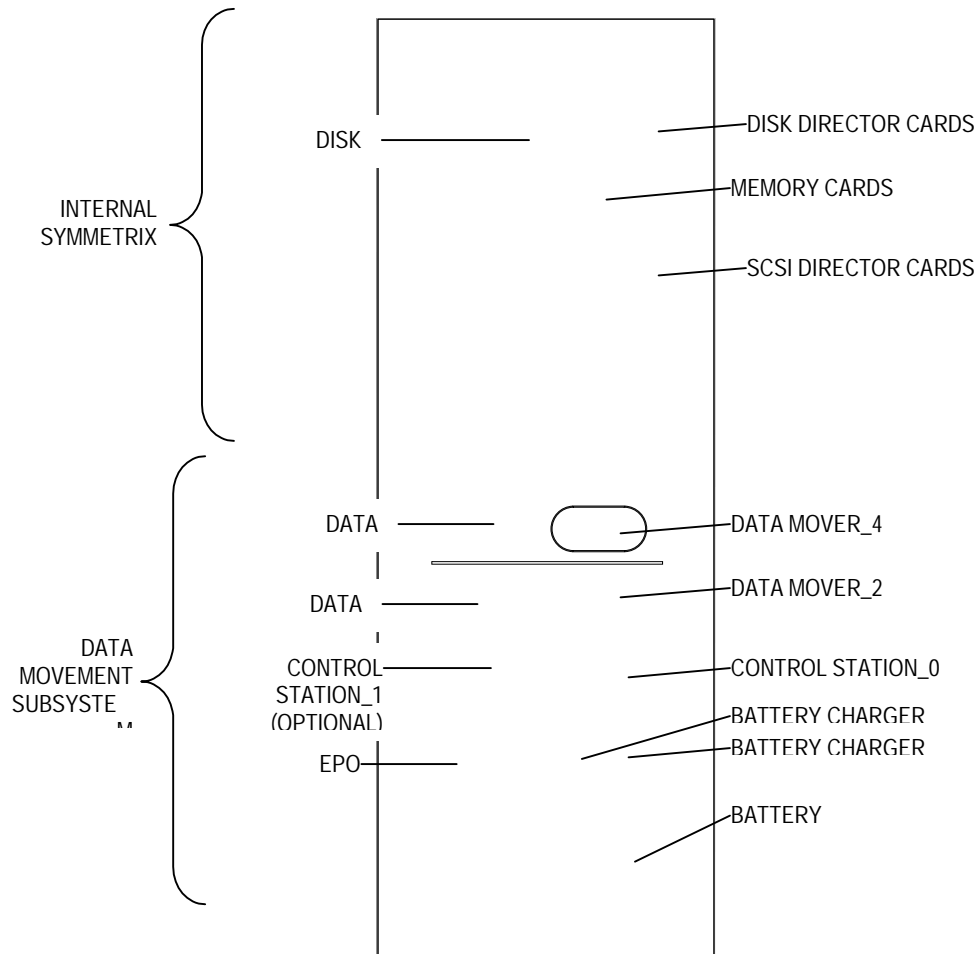 DISK DIRECTOR CARDS
DISK
MEMORY CARDS
INTERNAL
SYMMETRIX
SCSI DIRECTOR CARDS
DATA
DATA MOVER_4
DATA
DATA MOVER_2
DATA
MOVEMENT
SUBSYSTE
CONTROL
STATION_1
(OPTIONAL)
CONTROL STATION_0
BATTERY CHARGER
BATTERY CHARGER
EPO
BATTERY